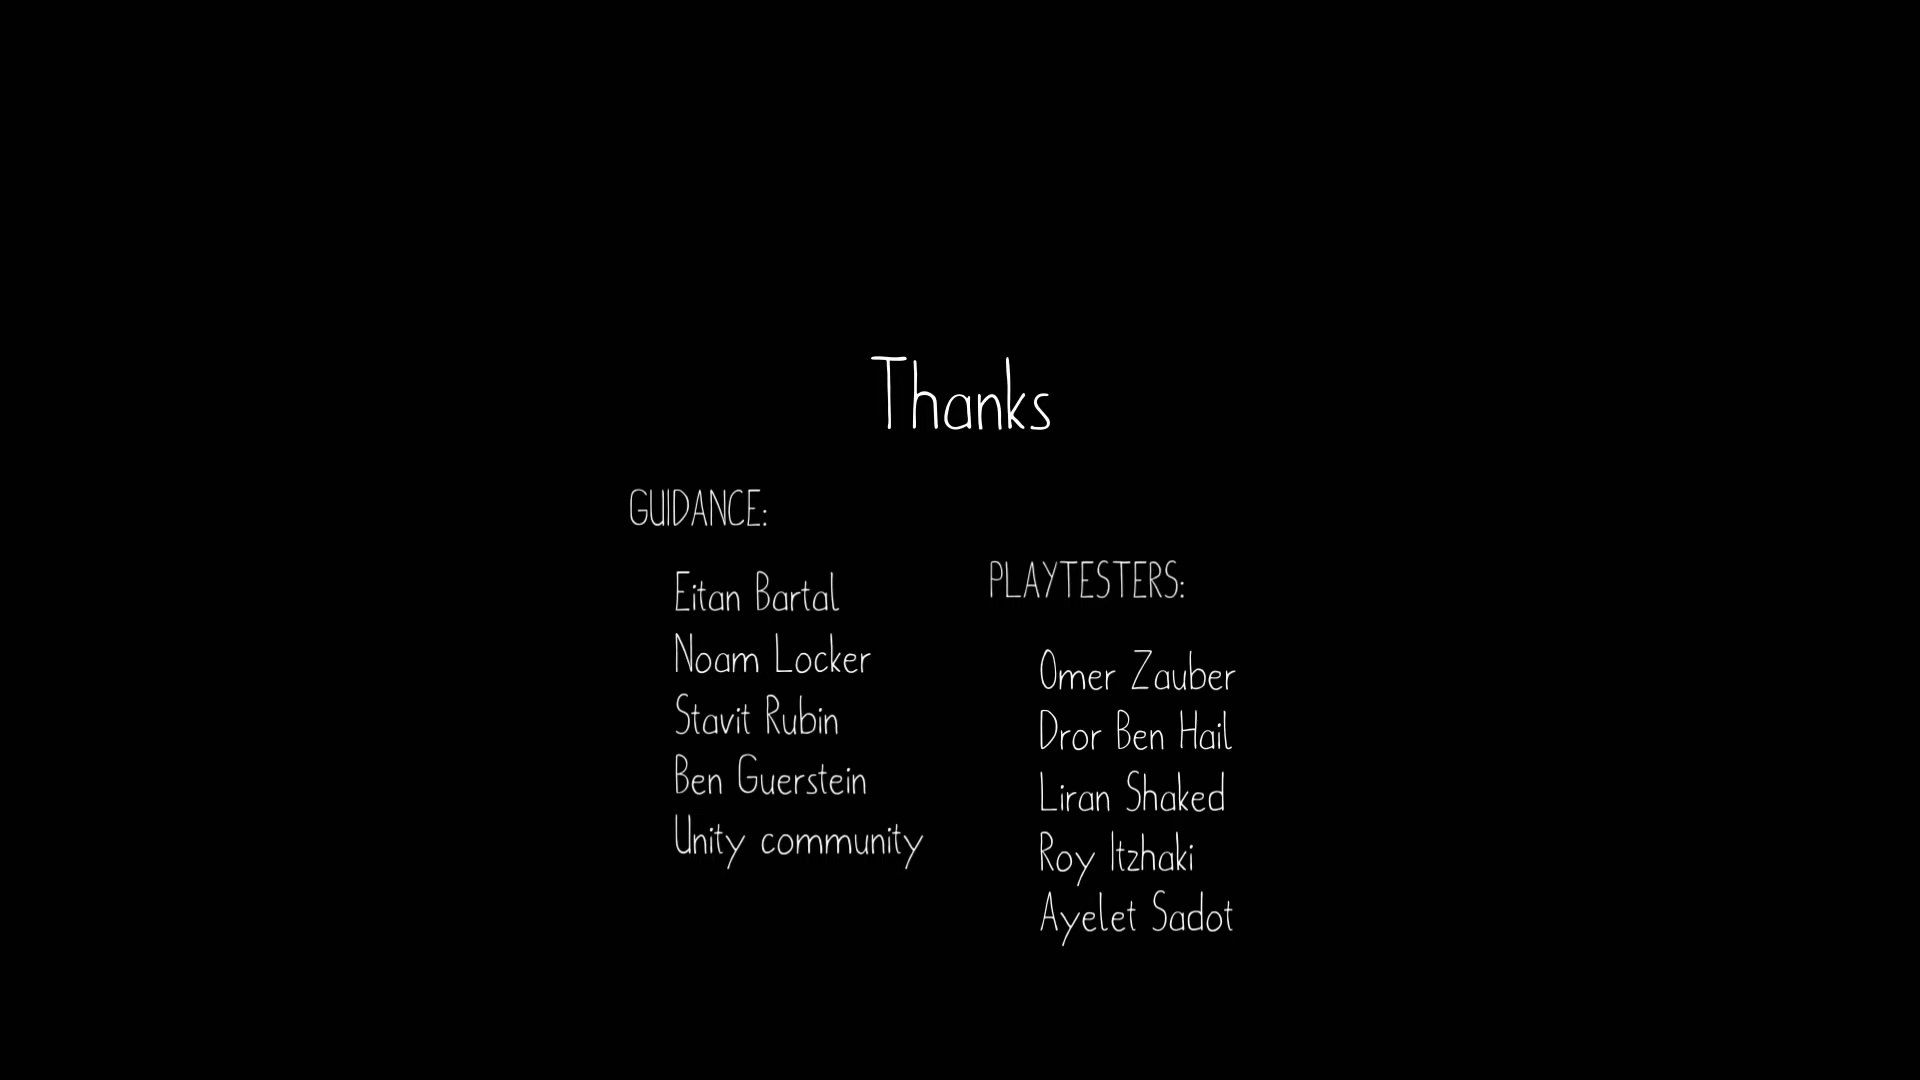 Thanks
GUIDANCE:
Eitan Bartal
Noam Locker
Stavit Rubin
Ben Guerstein
Unity community
PLAYTESTERS:
Omer Zauber
Dror Ben Hail
Liran Shaked
Roy Itzhaki
Ayelet Sadot